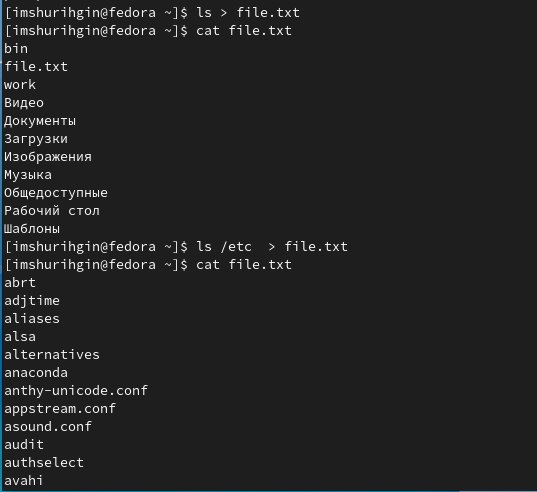 [imshurihgin@fedora ~]$ ls > file.txt
[imshurihgin@fedora ~]$ cat file.txt
bin
file.txt
work
Видео
Документы
Загрузки
Изображения
Музыка
Общедоступные
Рабочий стол
Шаблоны
[imshurihgin@fedora ~]$ ls /etc  > file.txt
[imshurihgin@fedora ~]$ cat file.txt
abrt
adjtime
aliases
alsa
alternatives
anaconda
anthy-unicode.conf
appstream.conf
asound.conf
audit
authselect
avahi